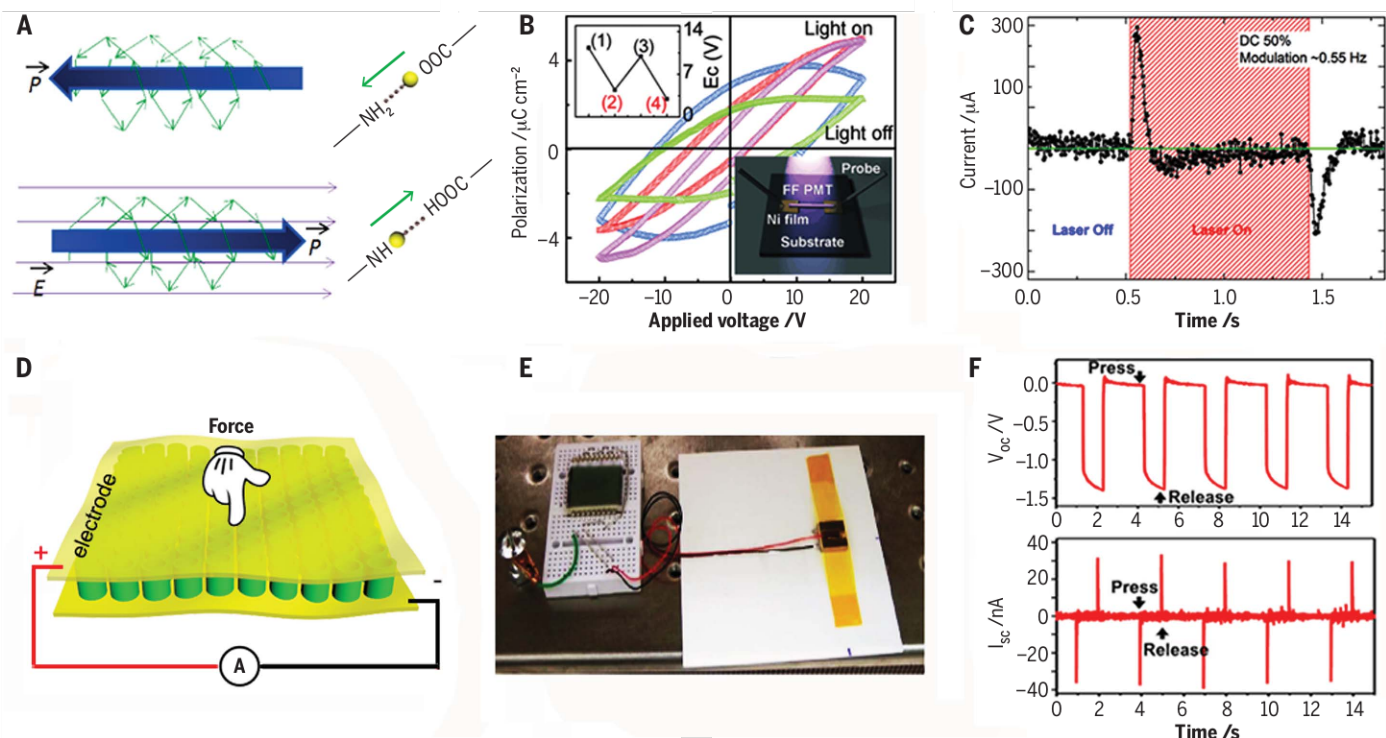 A
P
OOC
NH2
P
E
HOOC
NH
B
Polarization /μC cm−2
4
0
−4
−20
−10
0
10
20
Applied voltage /V
(1)
(2)
(3)
(4)
14
7
0
Ec (V)
Light on
Light off
Probe
FF PMT
Ni film
Substrate
C
Current /μA
300
100
−100
−300
DC 50%
Modulation ~0.55 Hz
Laser Off
Laser On
0.0
0.5
1.0
1.5
Time /s
D
Force
electrode
+
-
A
E
F
Voc /V
0.0
−0.5
−1.0
−1.5
Press
Release
0
2
4
6
8
10
12
14
Isc /nA
40
20
0
−20
−40
Press
Release
0
2
4
6
8
10
12
14
Time /s